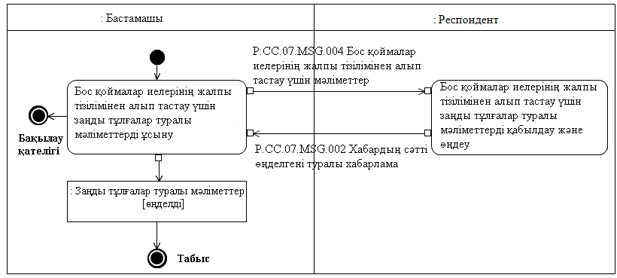 : Бастамашы
: Респондент
P.CC.07.MSG.004 Бос қоймалар
иелерінің жалпы тізілімінен алып
тастау үшін мәліметтер
Бос қоймалар иелерінің жалпы
тізілімінен алып тастау үшін
заңды тұлғалар туралы
мәліметтерді ұсыну
Бос қоймалар иелерінің жалпы
тізілімінен алып тастау үшін
заңды тұлғалар туралы
мәліметтерді қабылдау және
өңдеу
Бақылау
қателігі
P.CC.07.MSG.002 Хабардың сәтті
өңделгені туралы хабарлама
: Заңды тұлғалар туралы мәліметтер
[өңделді]
Табыс